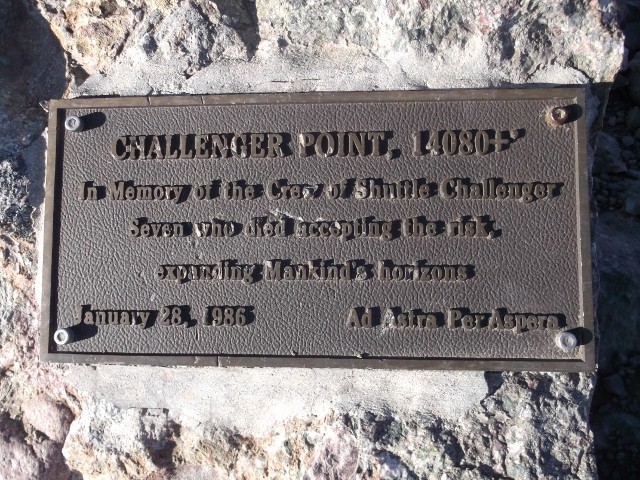 CHALLENGER POINT, 14080+'
In Memory of the Crew of Shuttle Challenger
Seven who died accepting the risk,
expanding Mankind's horizons
January 28, 1986 Ad Astra Per Aspera